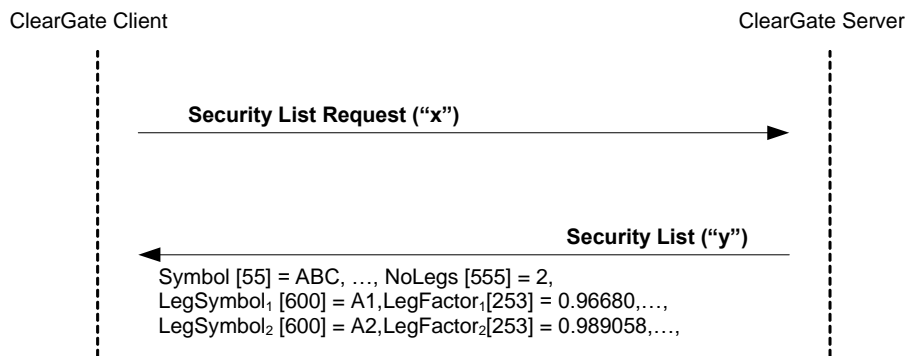 ClearGate Client
ClearGate Server
Security List Request (“x”)
Security List (“y”)
Symbol [55] = ABC, …, NoLegs [555] = 2,
LegSymbol₁ [600] = A1,LegFactor₁[253] = 0.96680,…,
LegSymbol₂ [600] = A2,LegFactor₂[253] = 0.989058,…,